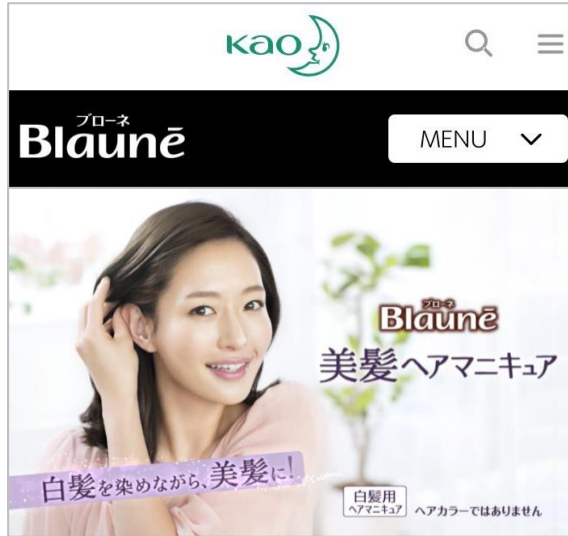 Kao
ブローネ
Blaunē
MENU
ブローネ
Blaunē
美髪ヘアマニキュア
白髪を染めながら、美髪に!
白髪用
ヘアマニキュア
ヘアカラーではありません